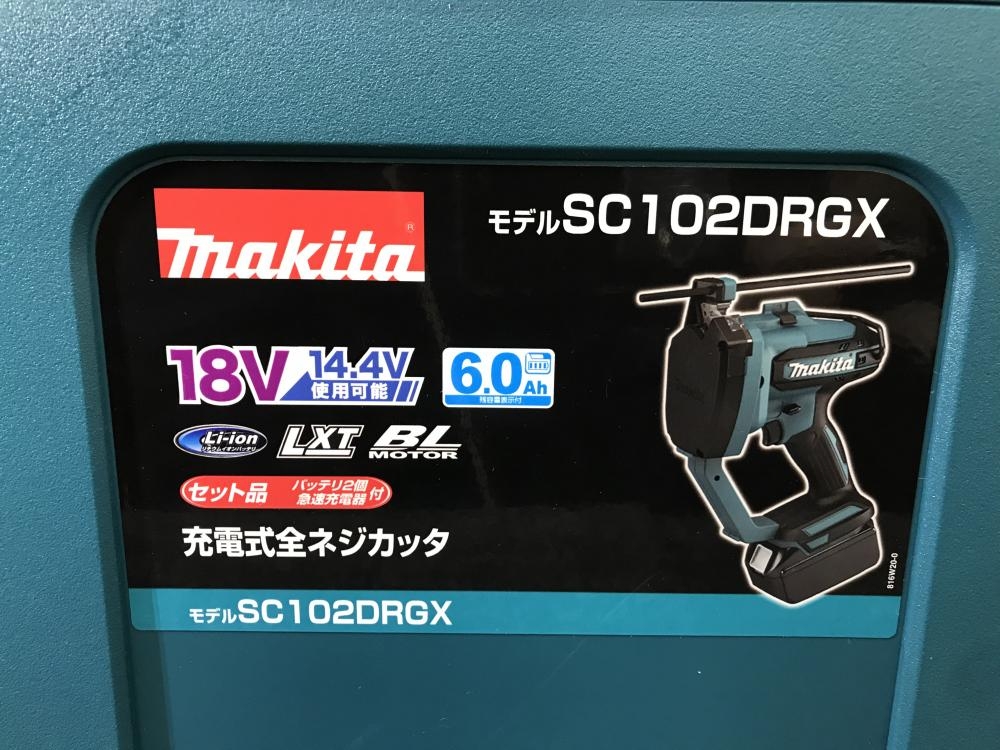 makita®
モデルSC102DRGX
18V 14.4V 使用可能
6.0Ah
残容量表示付
Li-ion
リチウムイオンバッテリ
LXT
BL
MOTOR
makita
セット品 バッテリ2個 急速充電器 付
充電式全ネジカッタ
816W20-0
モデルSC102DRGX